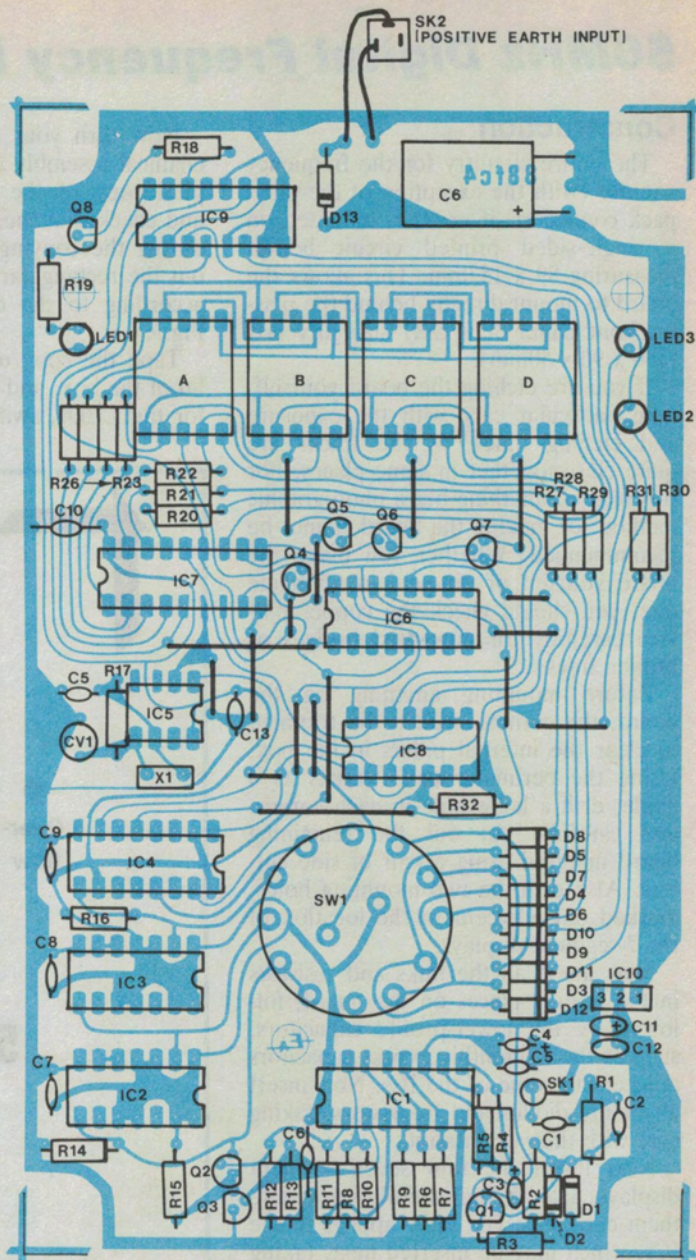 SK2
(POSITIVE EARTH INPUT)
R18
Q8
IC9
D13
88fc4
C6
+
R19
LED1
LED3
A
B
C
D
LED2
R26
R23
R22
R21
R20
C10
Q5
Q6
Q7
R27
R28
R29
R31
R30
IC7
Q4
IC6
C5
R17
IC5
C13
CV1
X1
IC8
R32
C9
IC4
SW1
D8
D5
D7
D4
D6
D10
D9
D11
D3
D12
R16
C8
IC3
IC10
3 2 1
+
C11
C12
C7
IC2
IC1
C4
C5
SK1
R1
C2
C1
R5
R4
R14
R15
Q2
Q3
C6
R12
R13
R11
R8
R10
R9
R6
R7
C3
+
Q1
R2
D1
D2
R3